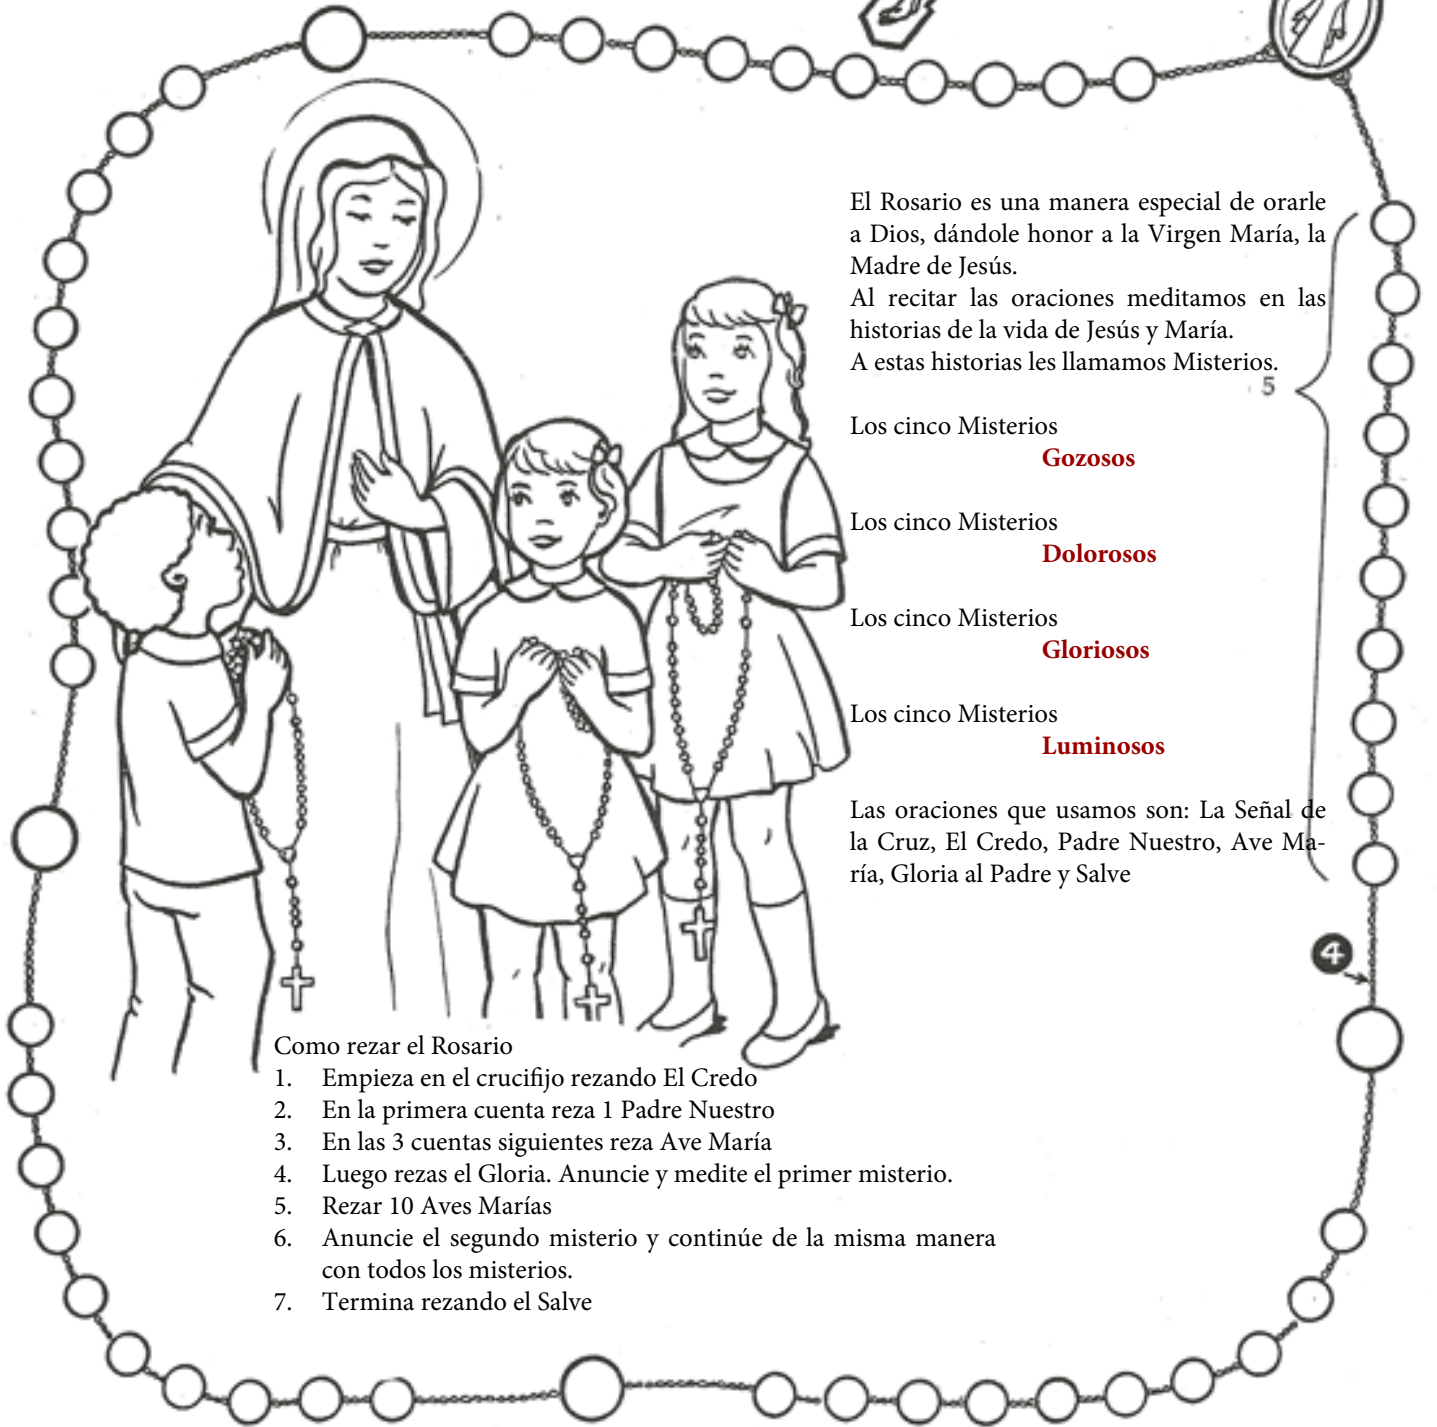 El Rosario es una manera especial de orarle
a Dios, dándole honor a la Virgen María, la
Madre de Jesús.
Al recitar las oraciones meditamos en las
historias de la vida de Jesús y María.
A estas historias les llamamos Misterios.
5
Los cinco Misterios
Gozosos
Los cinco Misterios
Dolorosos
Los cinco Misterios
Gloriosos
Los cinco Misterios
Luminosos
Las oraciones que usamos son: La Señal de
la Cruz, El Credo, Padre Nuestro, Ave Ma-
ría, Gloria al Padre y Salve
4
Como rezar el Rosario
1. Empieza en el crucifijo rezando El Credo
2. En la primera cuenta reza 1 Padre Nuestro
3. En las 3 cuentas siguientes reza Ave María
4. Luego rezas el Gloria. Anuncie y medite el primer misterio.
5. Rezar 10 Aves Marías
6. Anuncie el segundo misterio y continúe de la misma manera
con todos los misterios.
7. Termina rezando el Salve